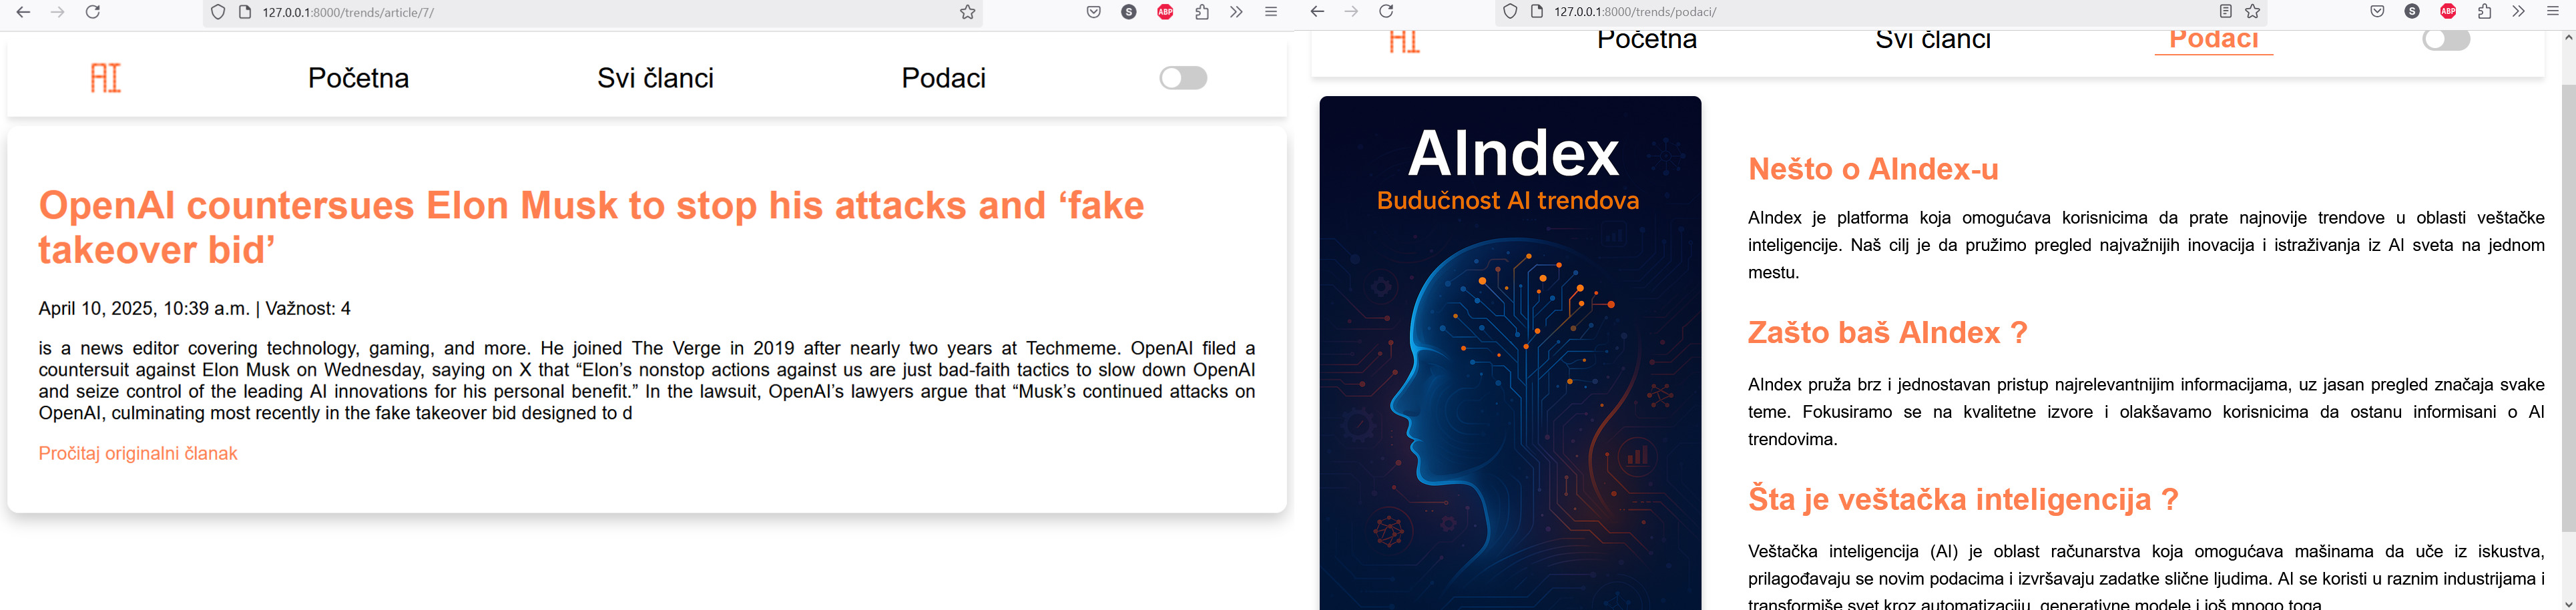 127.0.0.1:8000/trends/article/7/
S
ABP
AI
Početna
Svi članci
Podaci
OpenAI countersues Elon Musk to stop his attacks and ‘fake
takeover bid’
April 10, 2025, 10:39 a.m. | Važnost: 4
is a news editor covering technology, gaming, and more. He joined The Verge in 2019 after nearly two years at Techmeme. OpenAI filed a
countersuit against Elon Musk on Wednesday, saying on X that “Elon’s nonstop actions against us are just bad-faith tactics to slow down OpenAI
and seize control of the leading AI innovations for his personal benefit.” In the lawsuit, OpenAI’s lawyers argue that “Musk’s continued attacks on
OpenAI, culminating most recently in the fake takeover bid designed to d
Pročitaj originalni članak
127.0.0.1:8000/trends/podaci/
S
ABP
AI
Početna
Svi članci
Podaci
AIndex
Budučnost AI trendova
Nešto o AIndex-u
AIndex je platforma koja omogućava korisnicima da prate najnovije trendove u oblasti veštačke
inteligencije. Naš cilj je da pružimo pregled najvažnijih inovacija i istraživanja iz AI sveta na jednom
mestu.
Zašto baš AIndex ?
AIndex pruža brz i jednostavan pristup najrelevantnijim informacijama, uz jasan pregled značaja svake
teme. Fokusiramo se na kvalitetne izvore i olakšavamo korisnicima da ostanu informisani o AI
trendovima.
Šta je veštačka inteligencija ?
Veštačka inteligencija (AI) je oblast računarstva koja omogućava mašinama da uče iz iskustva,
prilagođavaju se novim podacima i izvršavaju zadatke slične ljudima. AI se koristi u raznim industrijama i
transformiše svet kroz automatizaciju, generativne modele i još mnogo toga.